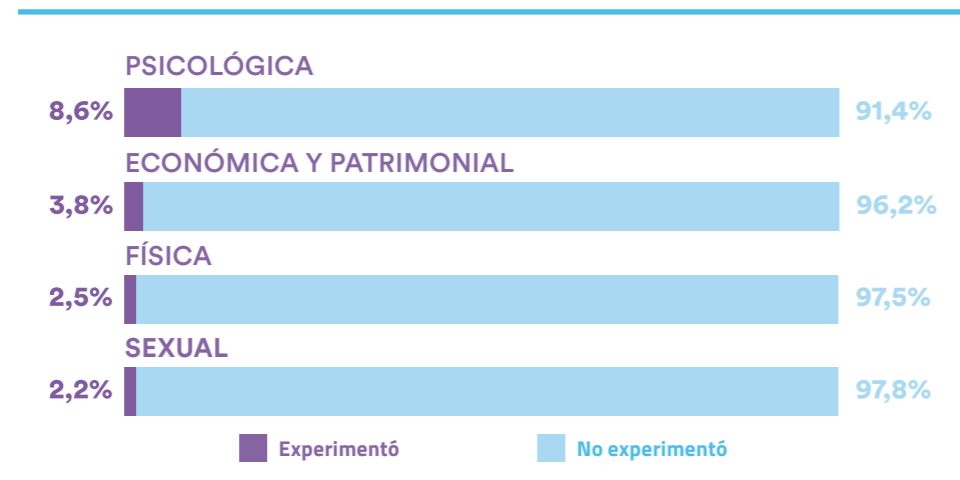 PSICOLÓGICA
8,6% 91,4%
ECONÓMICA Y PATRIMONIAL
3,8% 96,2%
FÍSICA
2,5% 97,5%
SEXUAL
2,2% 97,8%
Experimentó No experimentó